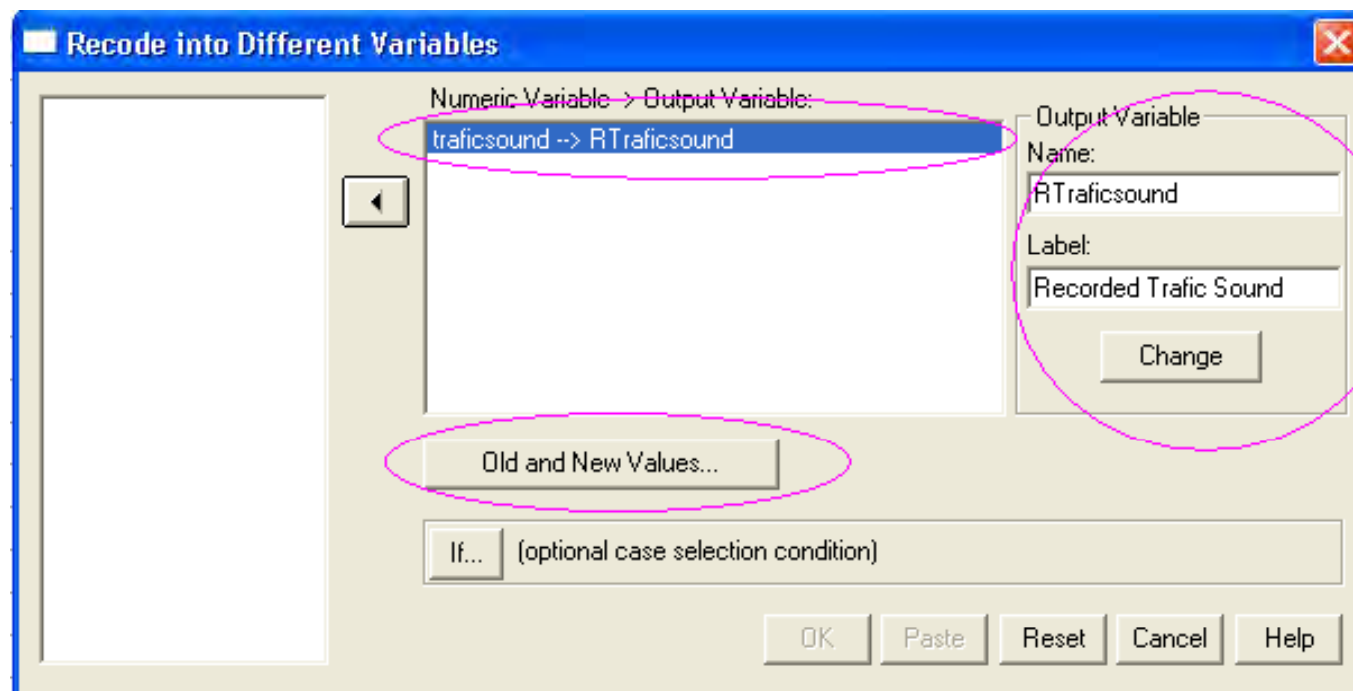 Recode into Different Variables
Numeric Variable -> Output Variable:
traficsound --> RTraficsound
Output Variable
Name:
RTraficsound
Label:
Recorded Trafic Sound
Change
Old and New Values...
If... (optional case selection condition)
OK Paste Reset Cancel Help